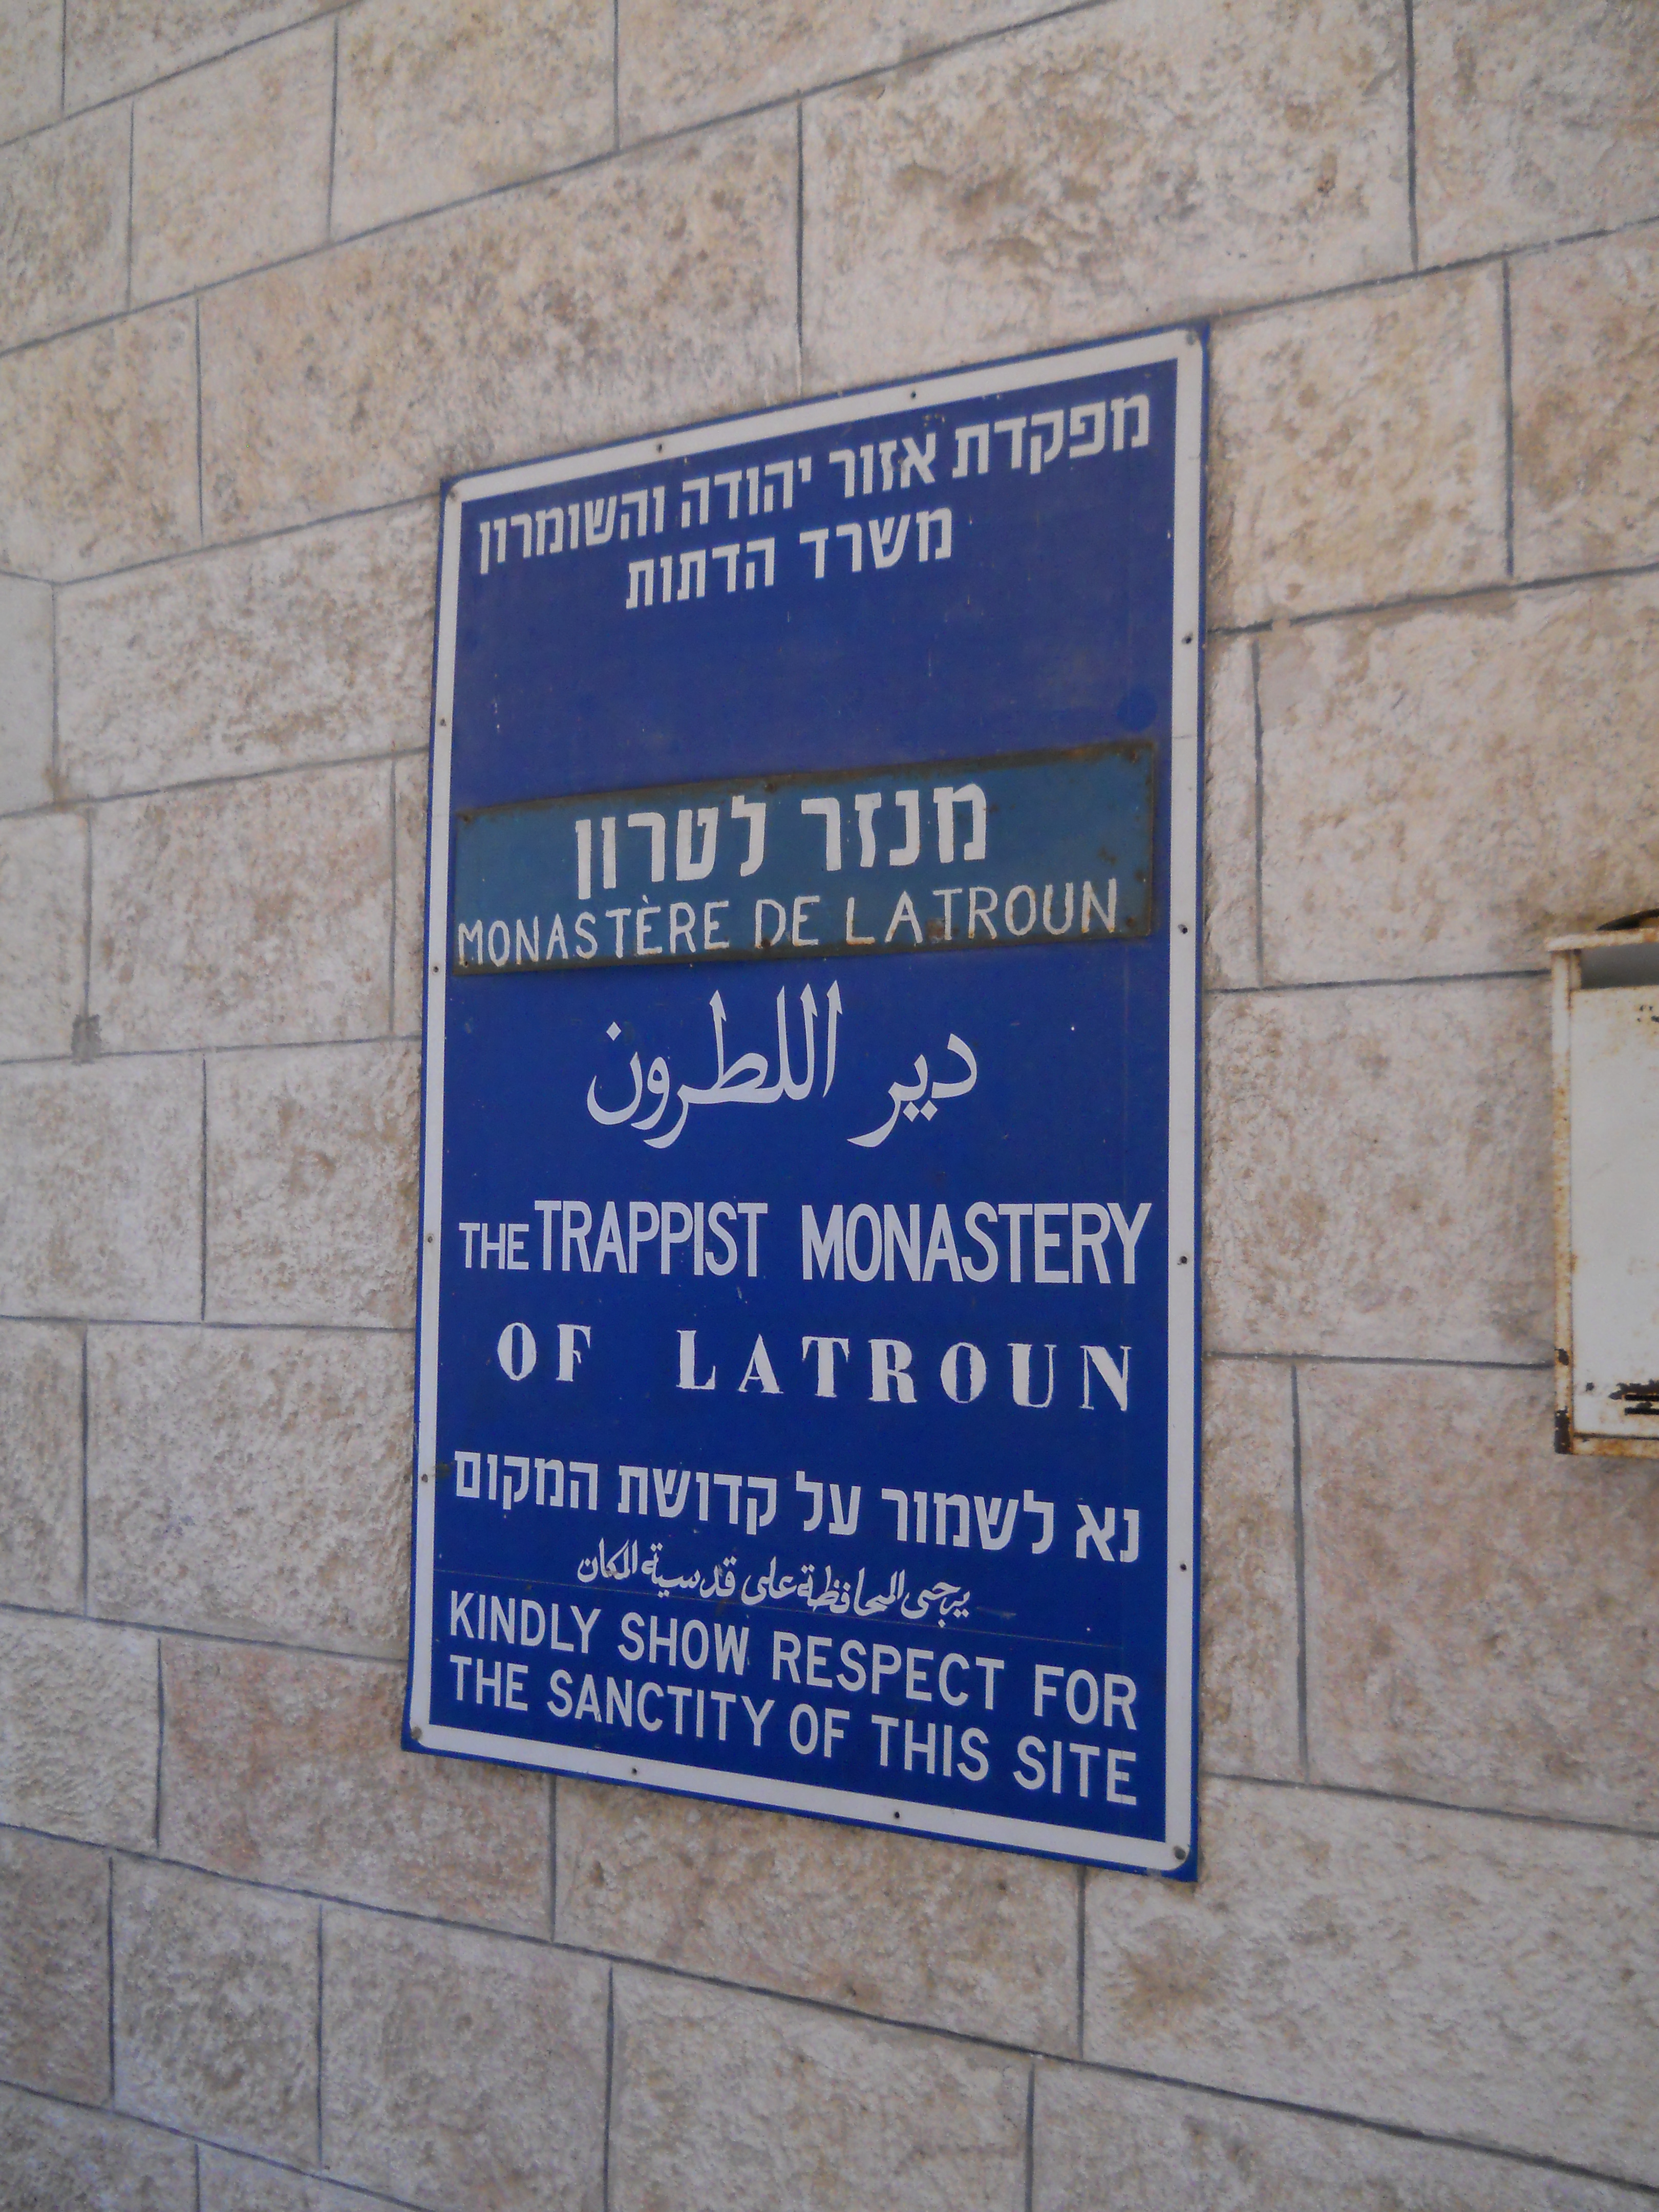 מפקדת אזור יהודה והשומרון
משרד הדתות
מנזר לטרון
MONASTÈRE DE LATROUN
دير اللطرون
THE TRAPPIST MONASTERY
OF LATROUN
נא לשמור על קדושת המקום
يرجى المحافظة على قدسية المكان
KINDLY SHOW RESPECT FOR
THE SANCTITY OF THIS SITE